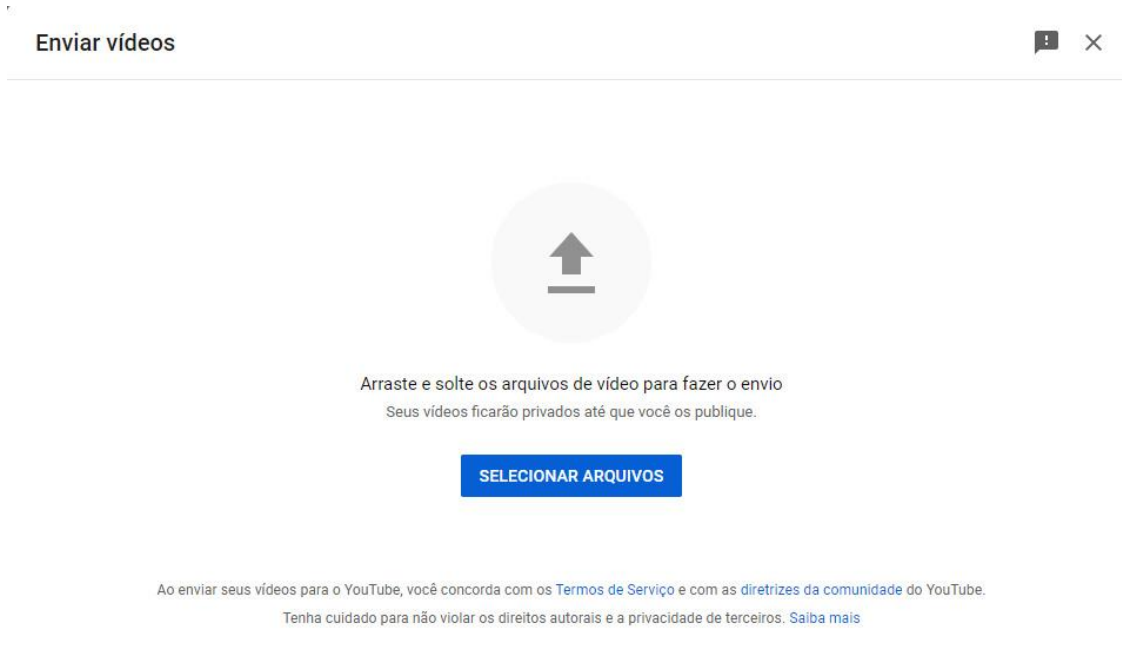 Enviar vídeos
Arraste e solte os arquivos de vídeo para fazer o envio
Seus vídeos ficarão privados até que você os publique.
SELECIONAR ARQUIVOS
Ao enviar seus vídeos para o YouTube, você concorda com os Termos de Serviço e com as diretrizes da comunidade do YouTube.
Tenha cuidado para não violar os direitos autorais e a privacidade de terceiros. Saiba mais